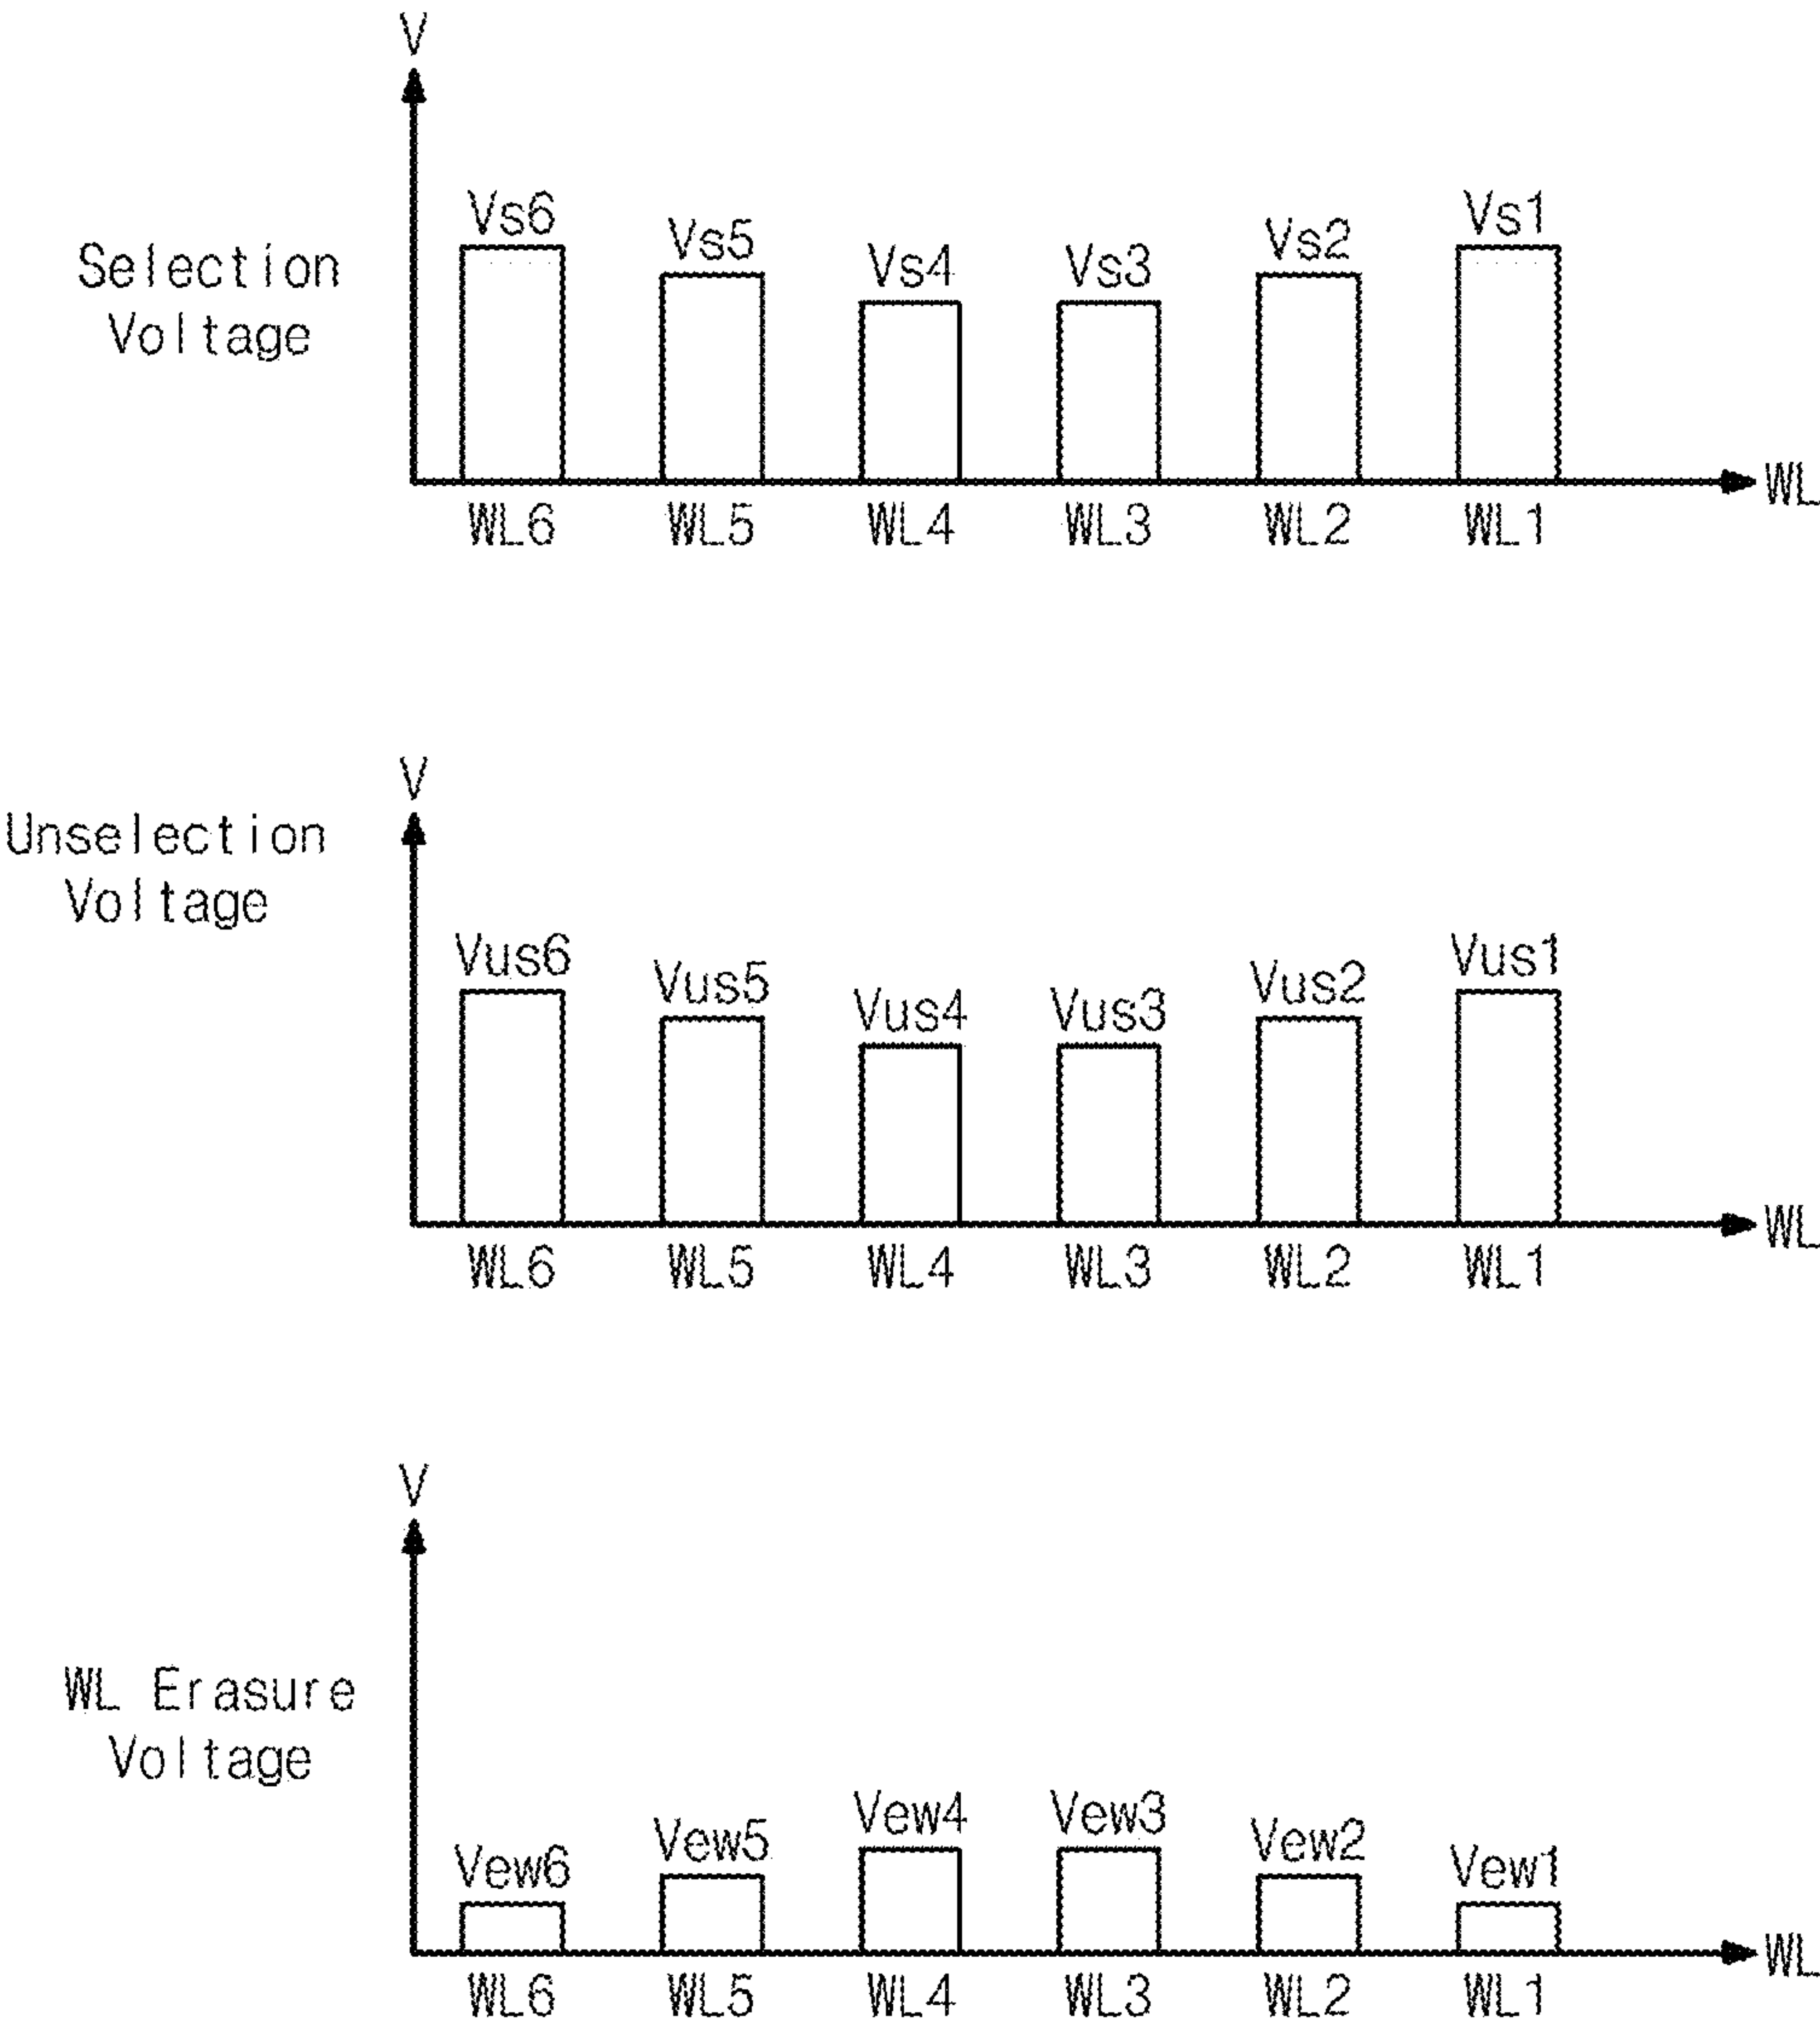 V
Vs6 Vs5 Vs4 Vs3 Vs2 Vs1
Selection
Voltage
WL
WL6 WL5 WL4 WL3 WL2 WL1
V
Unselection
Voltage
Vus6 Vus5 Vus4 Vus3 Vus2 Vus1
WL
WL6 WL5 WL4 WL3 WL2 WL1
V
WL Erasure
Voltage
Vew6 Vew5 Vew4 Vew3 Vew2 Vew1
WL
WL6 WL5 WL4 WL3 WL2 WL1